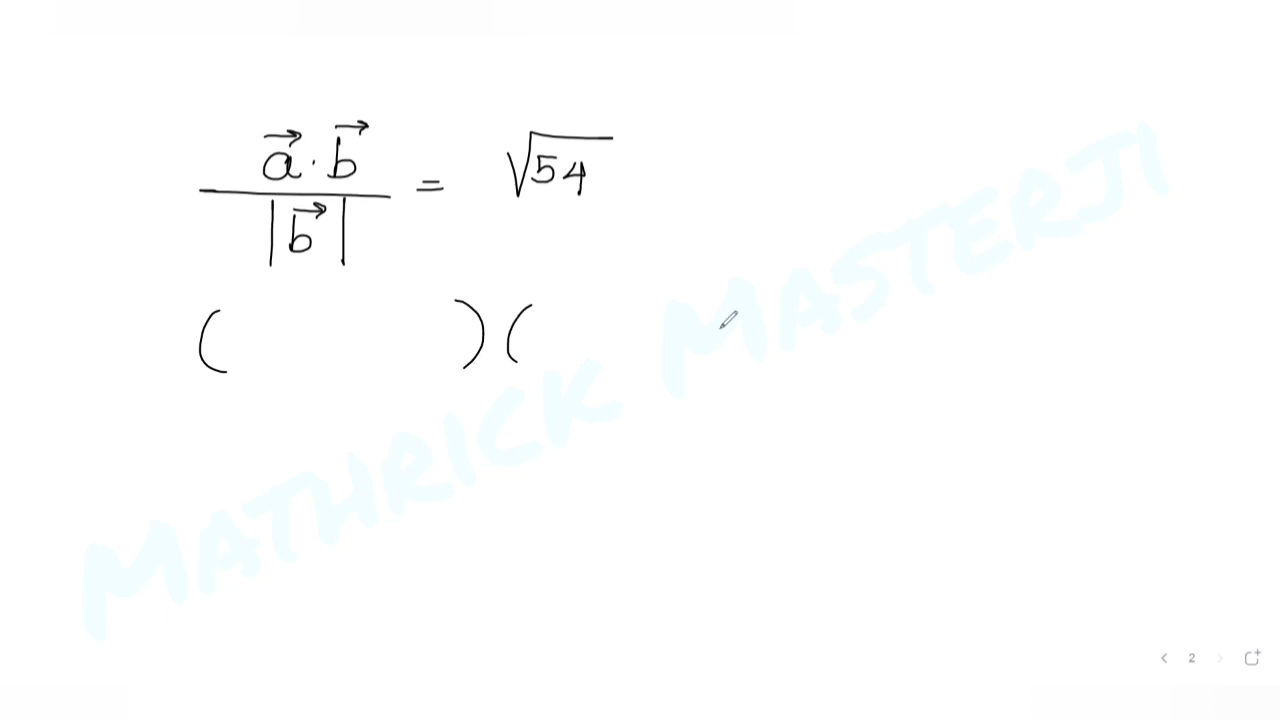 a⃗ · b⃗ / |b⃗| = √54
( ) (
MATHRICK MASTERJI
< 2 >